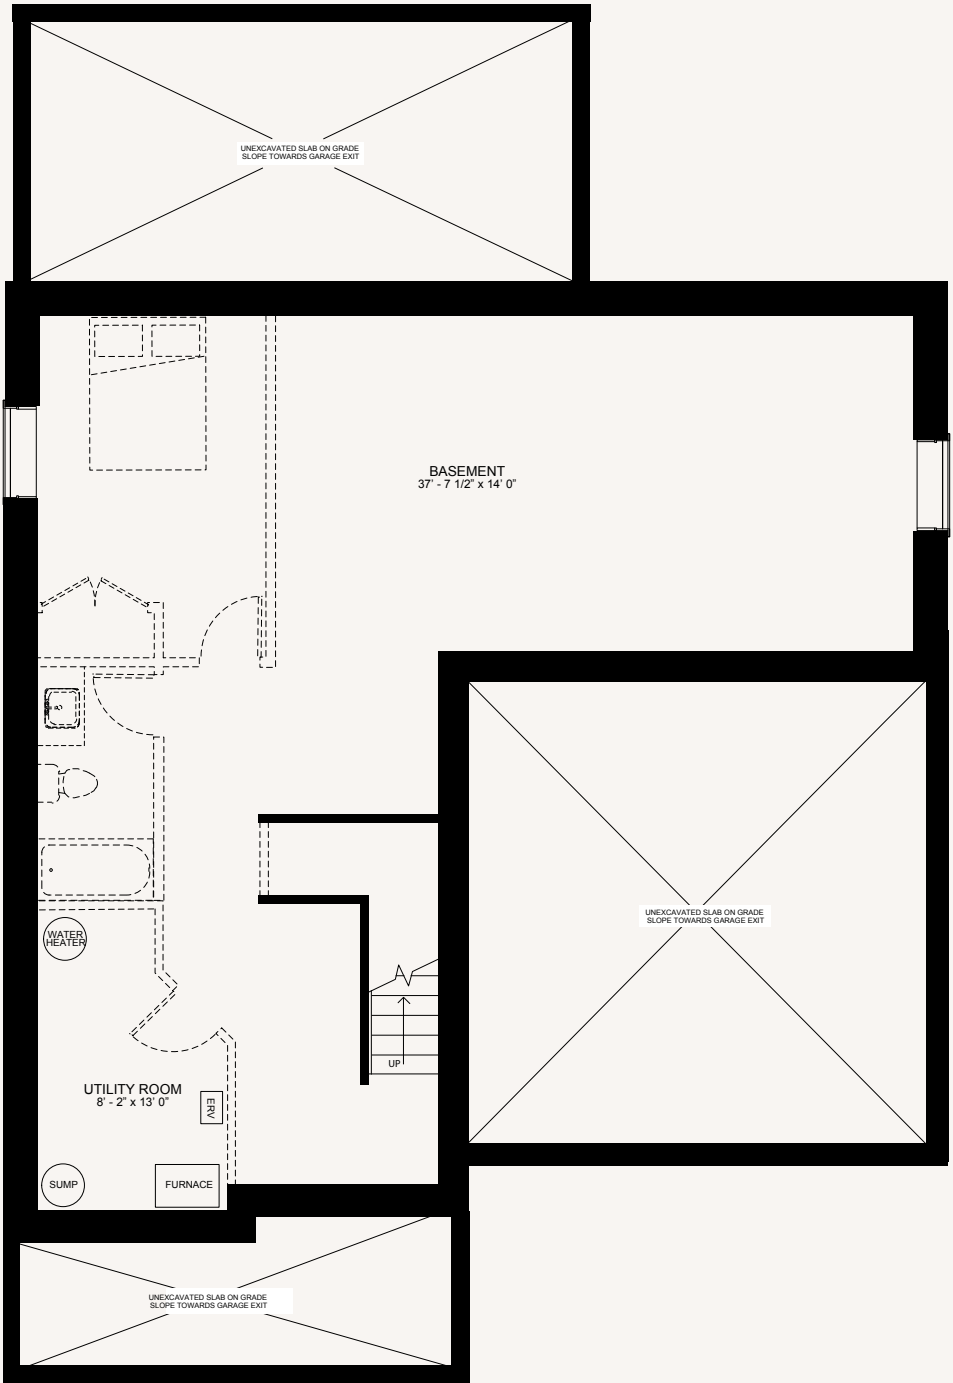 UNEXCAVATED SLAB ON GRADE
SLOPE TOWARDS GARAGE EXIT
BASEMENT
37' - 7 1/2" x 14' 0"
UNEXCAVATED SLAB ON GRADE
SLOPE TOWARDS GARAGE EXIT
WATER
HEATER
UP
UTILITY ROOM
8' - 2" x 13' 0"
ERV
SUMP
FURNACE
UNEXCAVATED SLAB ON GRADE
SLOPE TOWARDS GARAGE EXIT